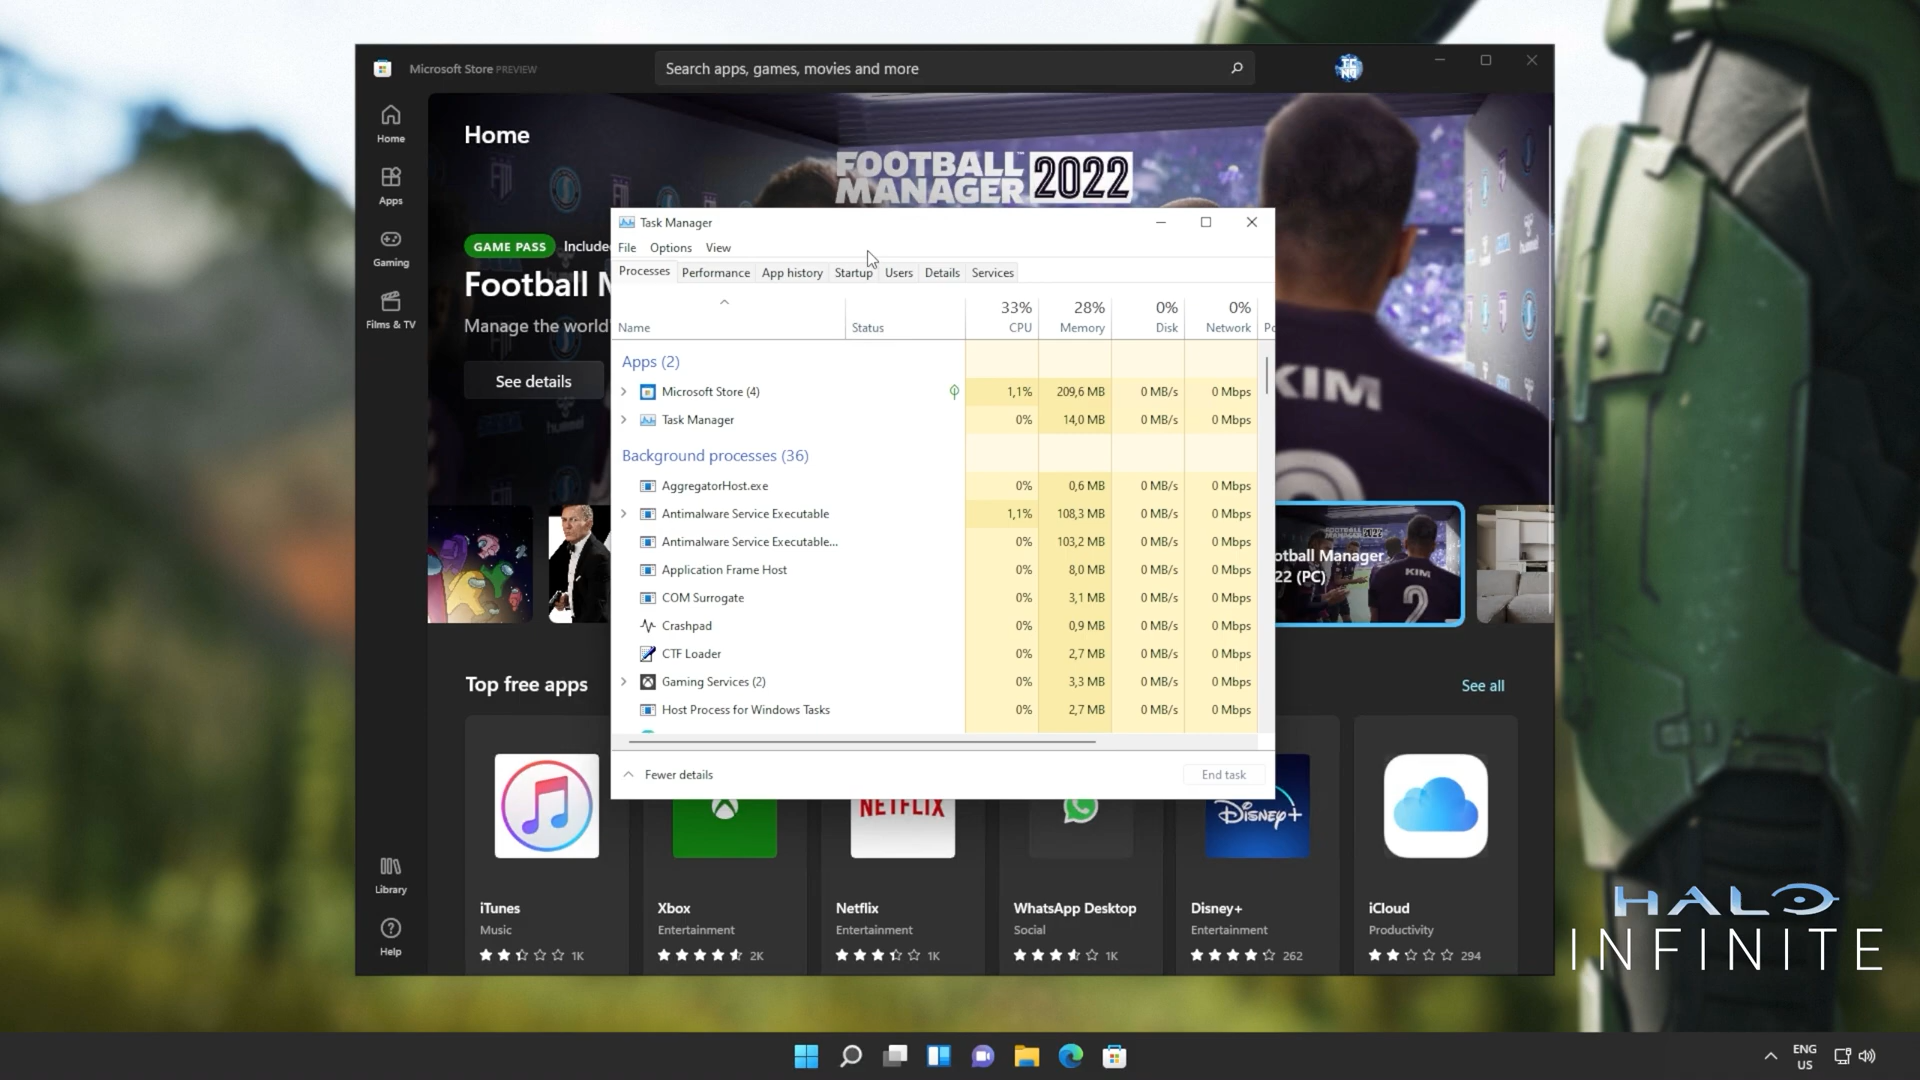 Microsoft Store PREVIEW
Search apps, games, movies and more
Home
Apps
Gaming
Films & TV
Library
Help
Home
FOOTBALL
MANAGER 2022
GAME PASS
Football
Manage the world
See details
KIM
Task Manager
File Options View
Processes Performance App history Startup Users Details Services
33% 28% 0% 0%
Name Status CPU Memory Disk Network
Apps (2)
Microsoft Store (4) 1,1% 209,6 MB 0 MB/s 0 Mbps
Task Manager 0% 14,0 MB 0 MB/s 0 Mbps
Background processes (36)
AggregatorHost.exe 0% 0,6 MB 0 MB/s 0 Mbps
Antimalware Service Executable 1,1% 108,3 MB 0 MB/s 0 Mbps
Antimalware Service Executable... 0% 103,2 MB 0 MB/s 0 Mbps
Application Frame Host 0% 8,0 MB 0 MB/s 0 Mbps
COM Surrogate 0% 3,1 MB 0 MB/s 0 Mbps
Crashpad 0% 0,9 MB 0 MB/s 0 Mbps
CTF Loader 0% 2,7 MB 0 MB/s 0 Mbps
Gaming Services (2) 0% 3,3 MB 0 MB/s 0 Mbps
Host Process for Windows Tasks 0% 2,7 MB 0 MB/s 0 Mbps
Fewer details
End task
otball Manager
22 (PC)
KIM
2
Top free apps
See all
NETFLIX
Disney+
iTunes
Music
1K
Xbox
Entertainment
2K
Netflix
Entertainment
1K
WhatsApp Desktop
Social
1K
Disney+
Entertainment
262
iCloud
Productivity
294
HALO
INFINITE
ENG
US